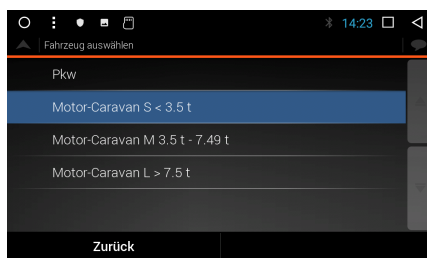 14:23
Fahrzeug auswählen
Pkw
Motor-Caravan S < 3.5 t
Motor-Caravan M 3.5 t - 7.49 t
Motor-Caravan L > 7.5 t
Zurück